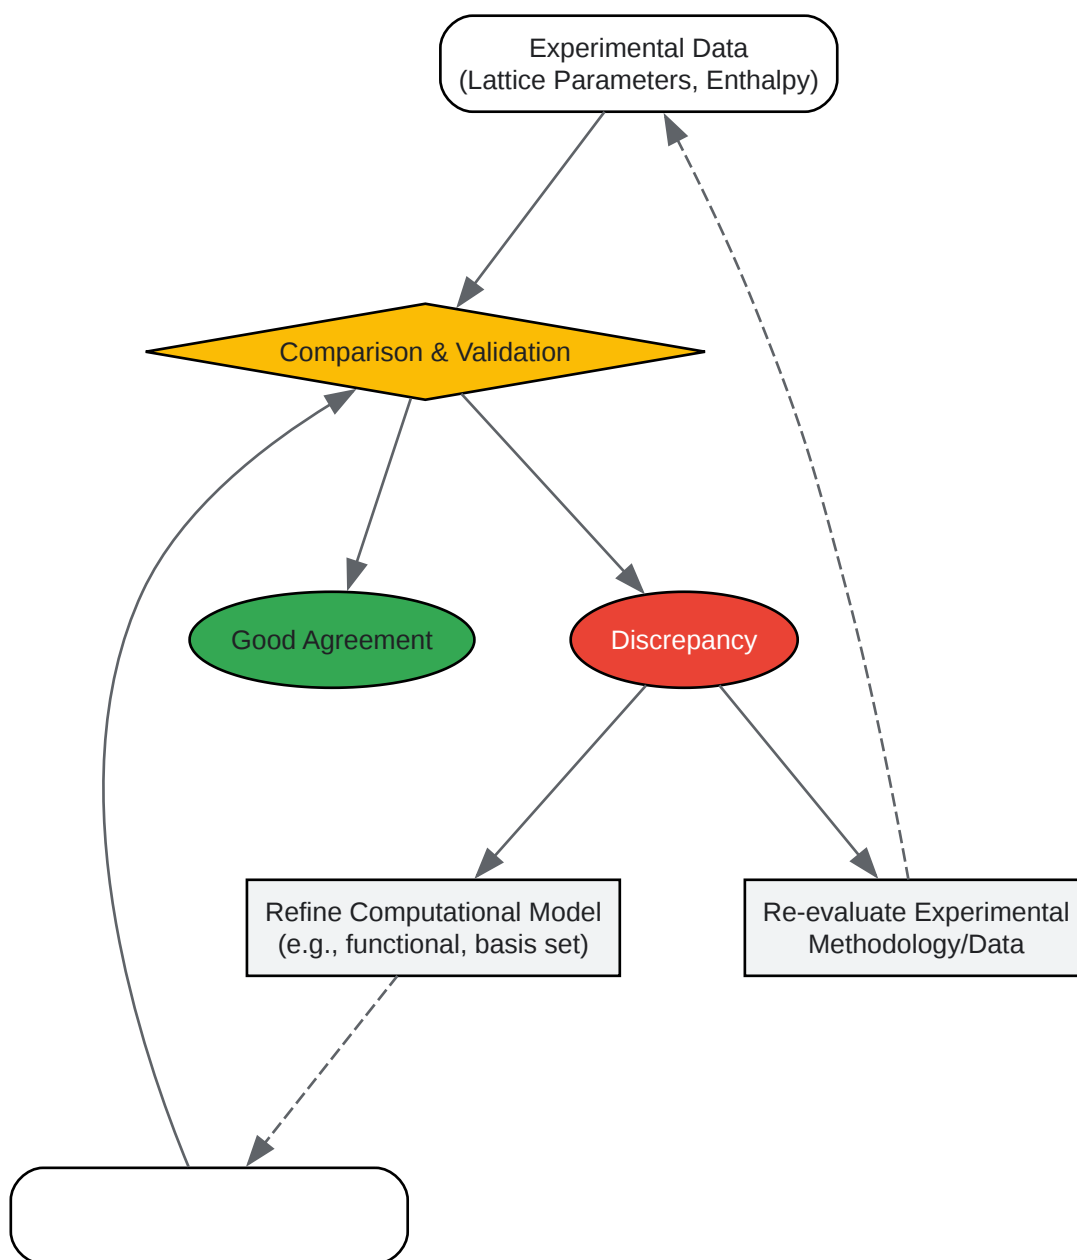 Experimental Data
(Lattice Parameters, Enthalpy)
Comparison & Validation
Good Agreement
Discrepancy
Refine Computational Model
(e.g., functional, basis set)
Re-evaluate Experimental
Methodology/Data